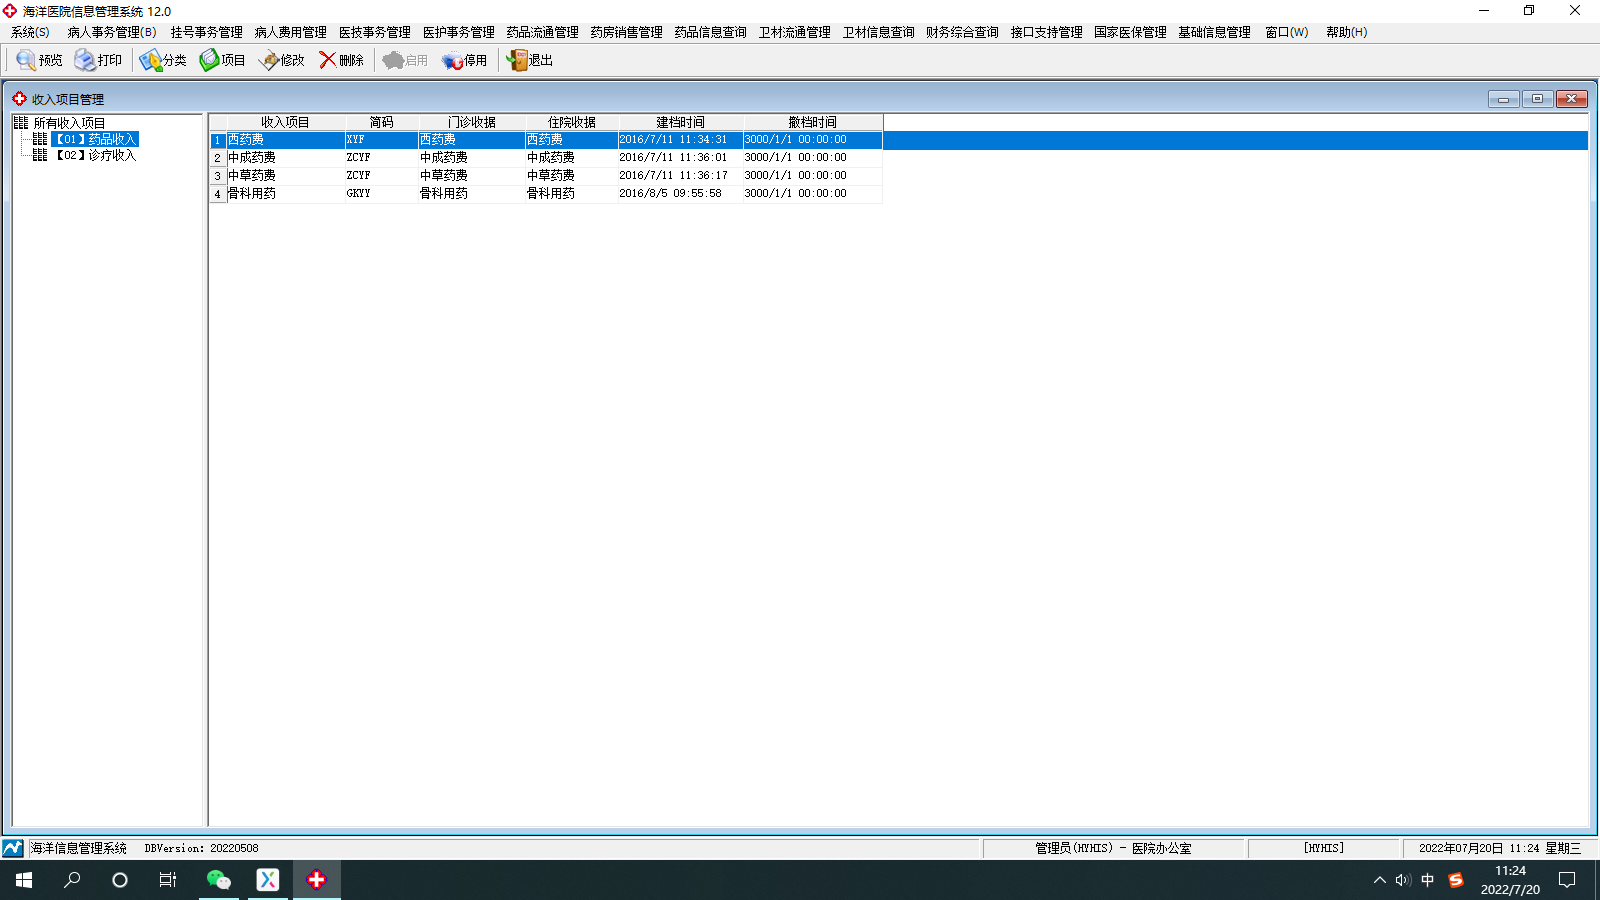 海洋医院信息管理系统 12.0
系统(S) 病人事务管理(B) 挂号事务管理 病人费用管理 医技事务管理 医护事务管理 药品流通管理 药房销售管理 药品信息查询 卫材流通管理 卫材信息查询 财务综合查询 接口支持管理 国家医保管理 基础信息管理 窗口(W) 帮助(H)
预览 打印 分类 项目 修改 删除 启用 停用 退出
收入项目管理
所有收入项目
【01】药品收入
【02】诊疗收入
收入项目 简码 门诊收据 住院收据 建档时间 撤档时间
1 西药费 XYF 西药费 西药费 2016/7/11 11:34:31 3000/1/1 00:00:00
2 中成药费 ZCYF 中成药费 中成药费 2016/7/11 11:36:01 3000/1/1 00:00:00
3 中草药费 ZCYF 中草药费 中草药费 2016/7/11 11:36:17 3000/1/1 00:00:00
4 骨科用药 GKYY 骨科用药 骨科用药 2016/8/5 09:55:58 3000/1/1 00:00:00
海洋信息管理系统 DBVersion: 20220508 管理员(HYHIS) - 医院办公室 [HYHIS] 2022年07月20日 11:24 星期三
中 11:24
2022/7/20